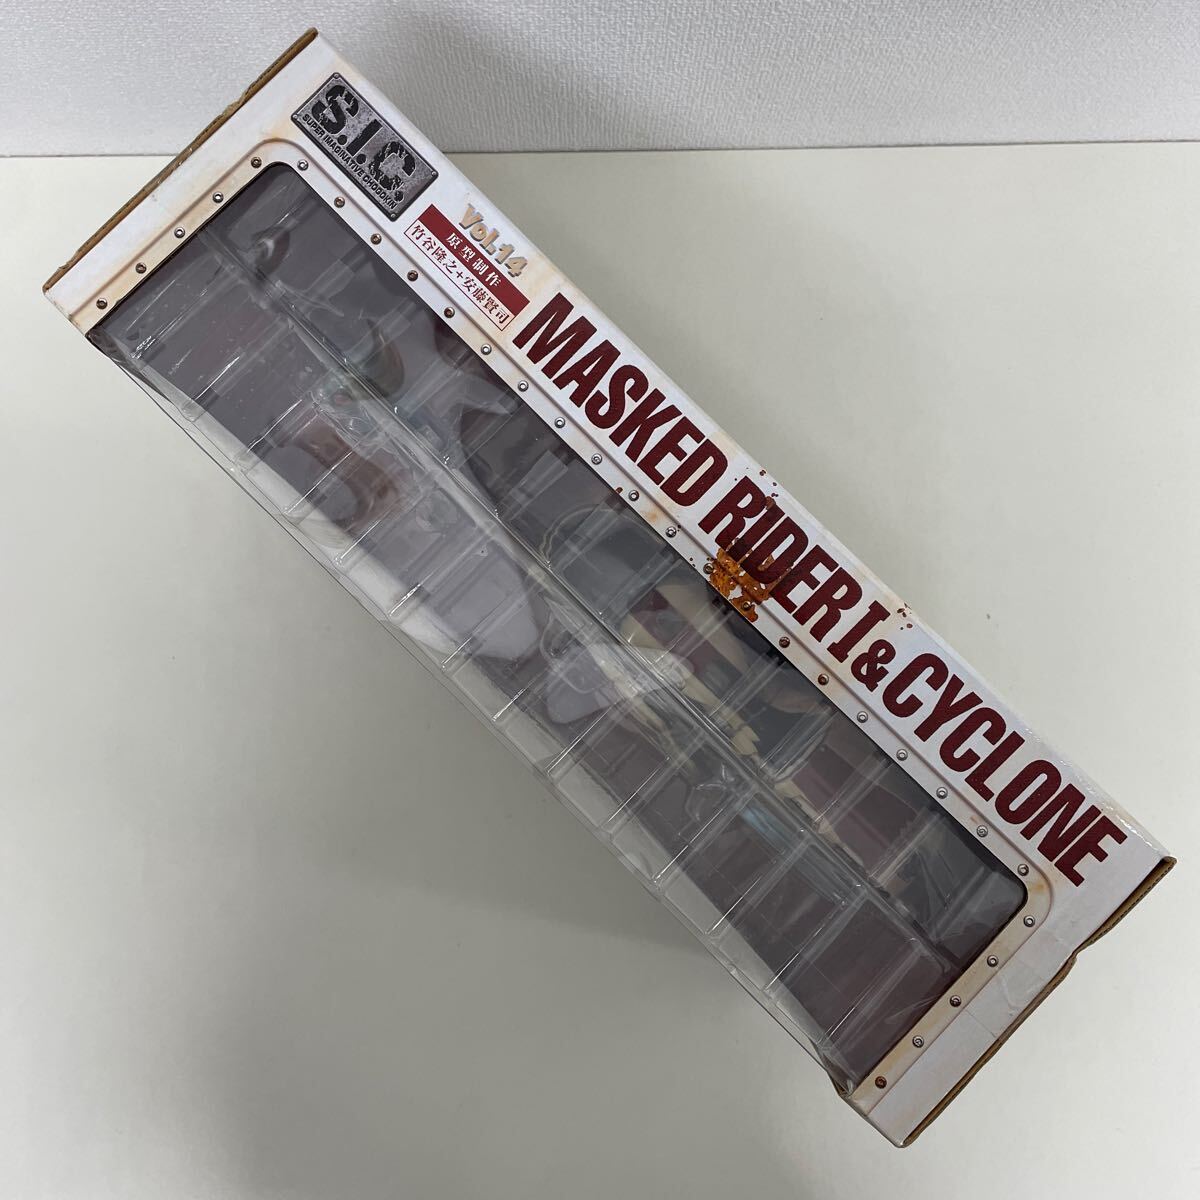 S.I.C.
SUPER IMAGINATIVE CHOGOKIN
Vol.14
原型制作
竹谷隆之+安藤賢司
MASKED RIDER I & CYCLONE